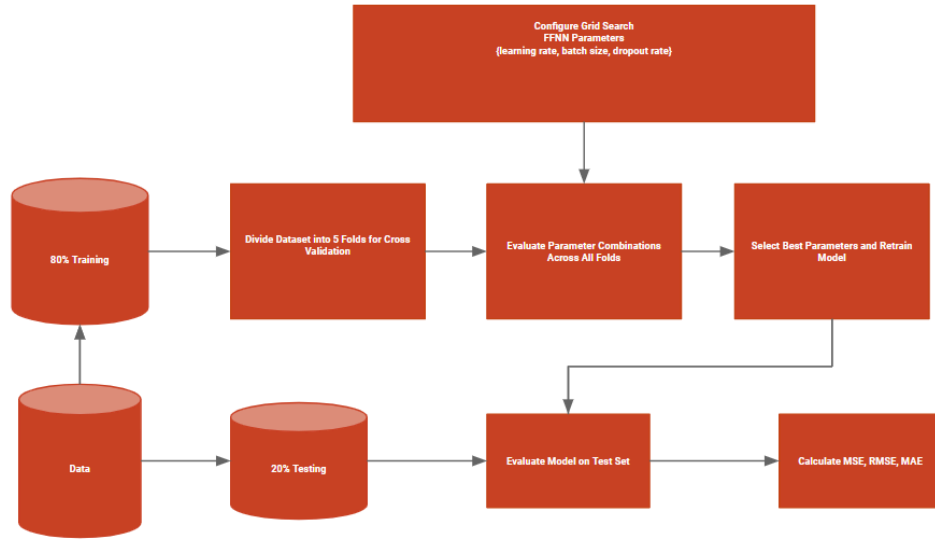 Configure Grid Search
FFNN Parameters
{learning rate, batch size, dropout rate}
80% Training
Divide Dataset into 5 Folds for Cross
Validation
Evaluate Parameter Combinations
Across All Folds
Select Best Parameters and Retrain
Model
Data
20% Testing
Evaluate Model on Test Set
Calculate MSE, RMSE, MAE